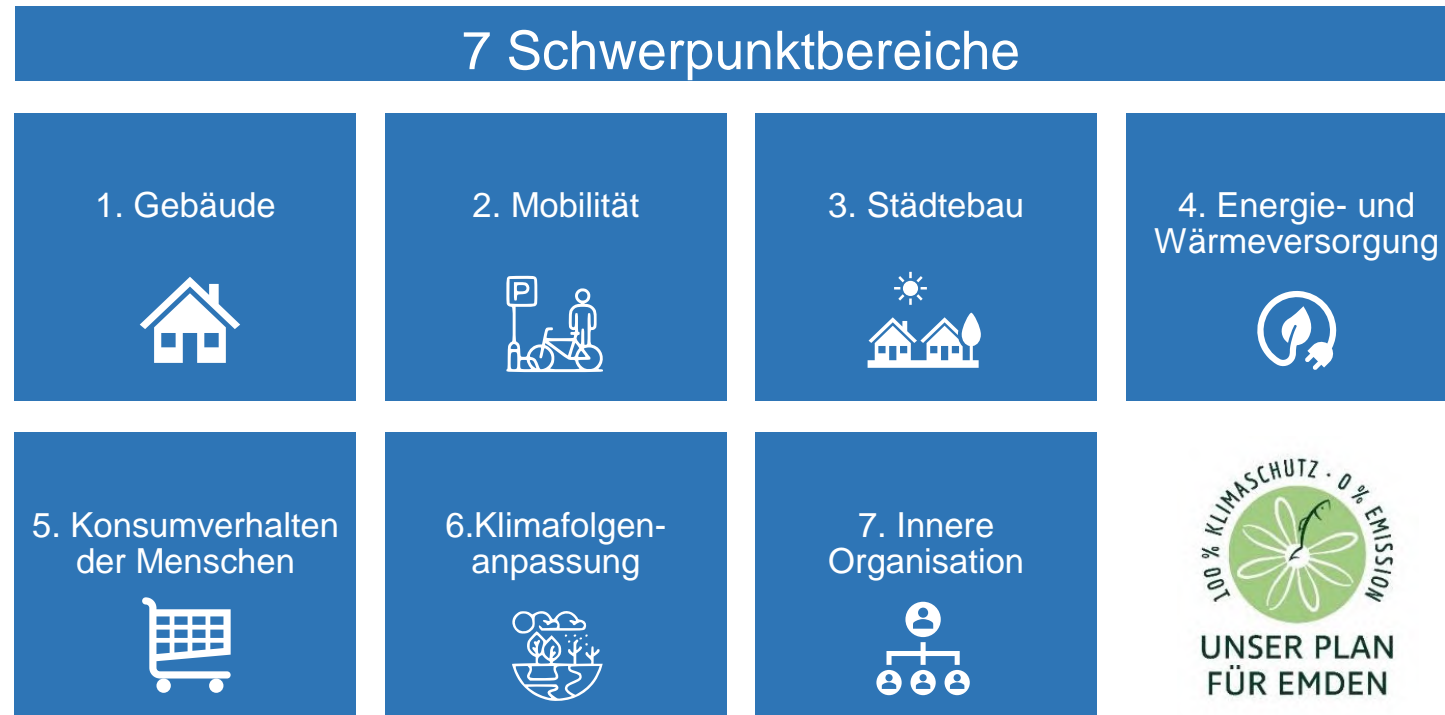 7 Schwerpunktbereiche
1. Gebäude
2. Mobilität
P
3. Städtebau
4. Energie- und
Wärmeversorgung
5. Konsumverhalten
der Menschen
6.Klimafolgen-
anpassung
7. Innere
Organisation
100 % KLIMASCHUTZ · 0 % EMISSION
UNSER PLAN
FÜR EMDEN